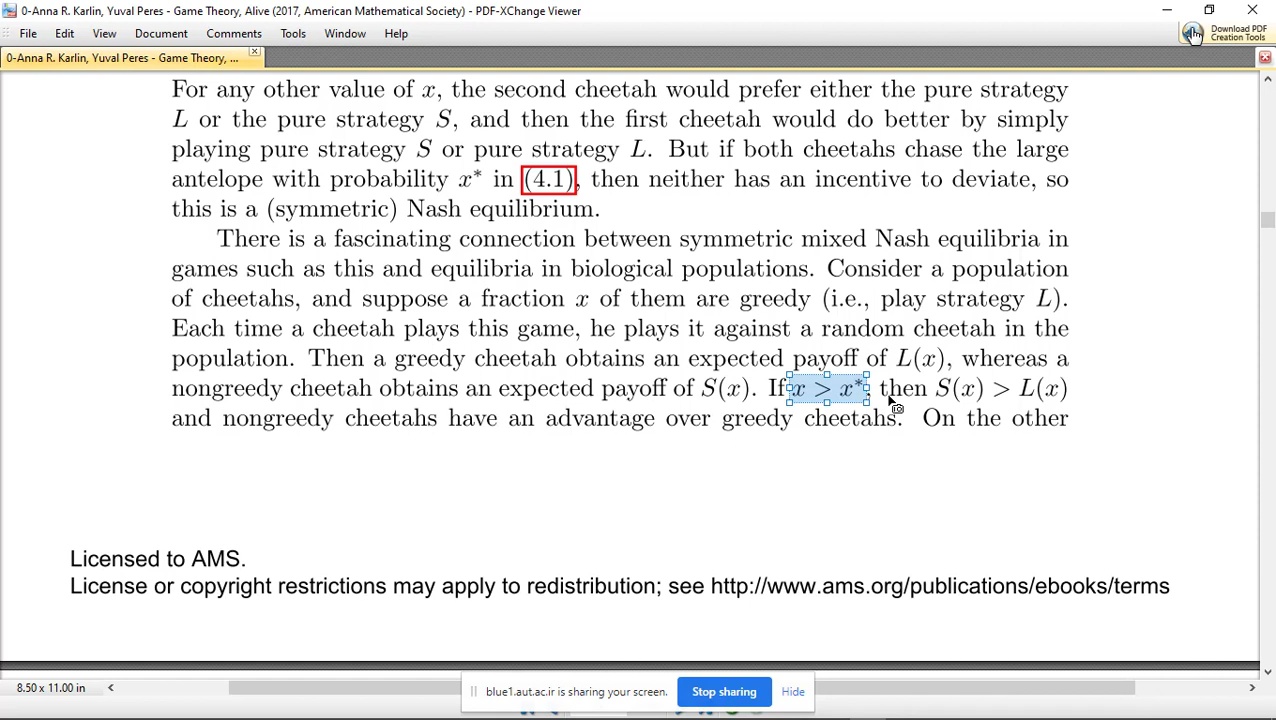 0-Anna R. Karlin, Yuval Peres - Game Theory, Alive (2017, American Mathematical Society) - PDF-XChange Viewer
File Edit View Document Comments Tools Window Help
Download PDF
Creation Tools
0-Anna R. Karlin, Yuval Peres - Game Theory, ...
For any other value of x, the second cheetah would prefer either the pure strategy
L or the pure strategy S, and then the first cheetah would do better by simply
playing pure strategy S or pure strategy L. But if both cheetahs chase the large
antelope with probability x* in (4.1), then neither has an incentive to deviate, so
this is a (symmetric) Nash equilibrium.
There is a fascinating connection between symmetric mixed Nash equilibria in
games such as this and equilibria in biological populations. Consider a population
of cheetahs, and suppose a fraction x of them are greedy (i.e., play strategy L).
Each time a cheetah plays this game, he plays it against a random cheetah in the
population. Then a greedy cheetah obtains an expected payoff of L(x), whereas a
nongreedy cheetah obtains an expected payoff of S(x). If x > x*, then S(x) > L(x)
and nongreedy cheetahs have an advantage over greedy cheetahs. On the other
Licensed to AMS.
License or copyright restrictions may apply to redistribution; see http://www.ams.org/publications/ebooks/terms
8.50 x 11.00 in
blue1.aut.ac.ir is sharing your screen. Stop sharing Hide